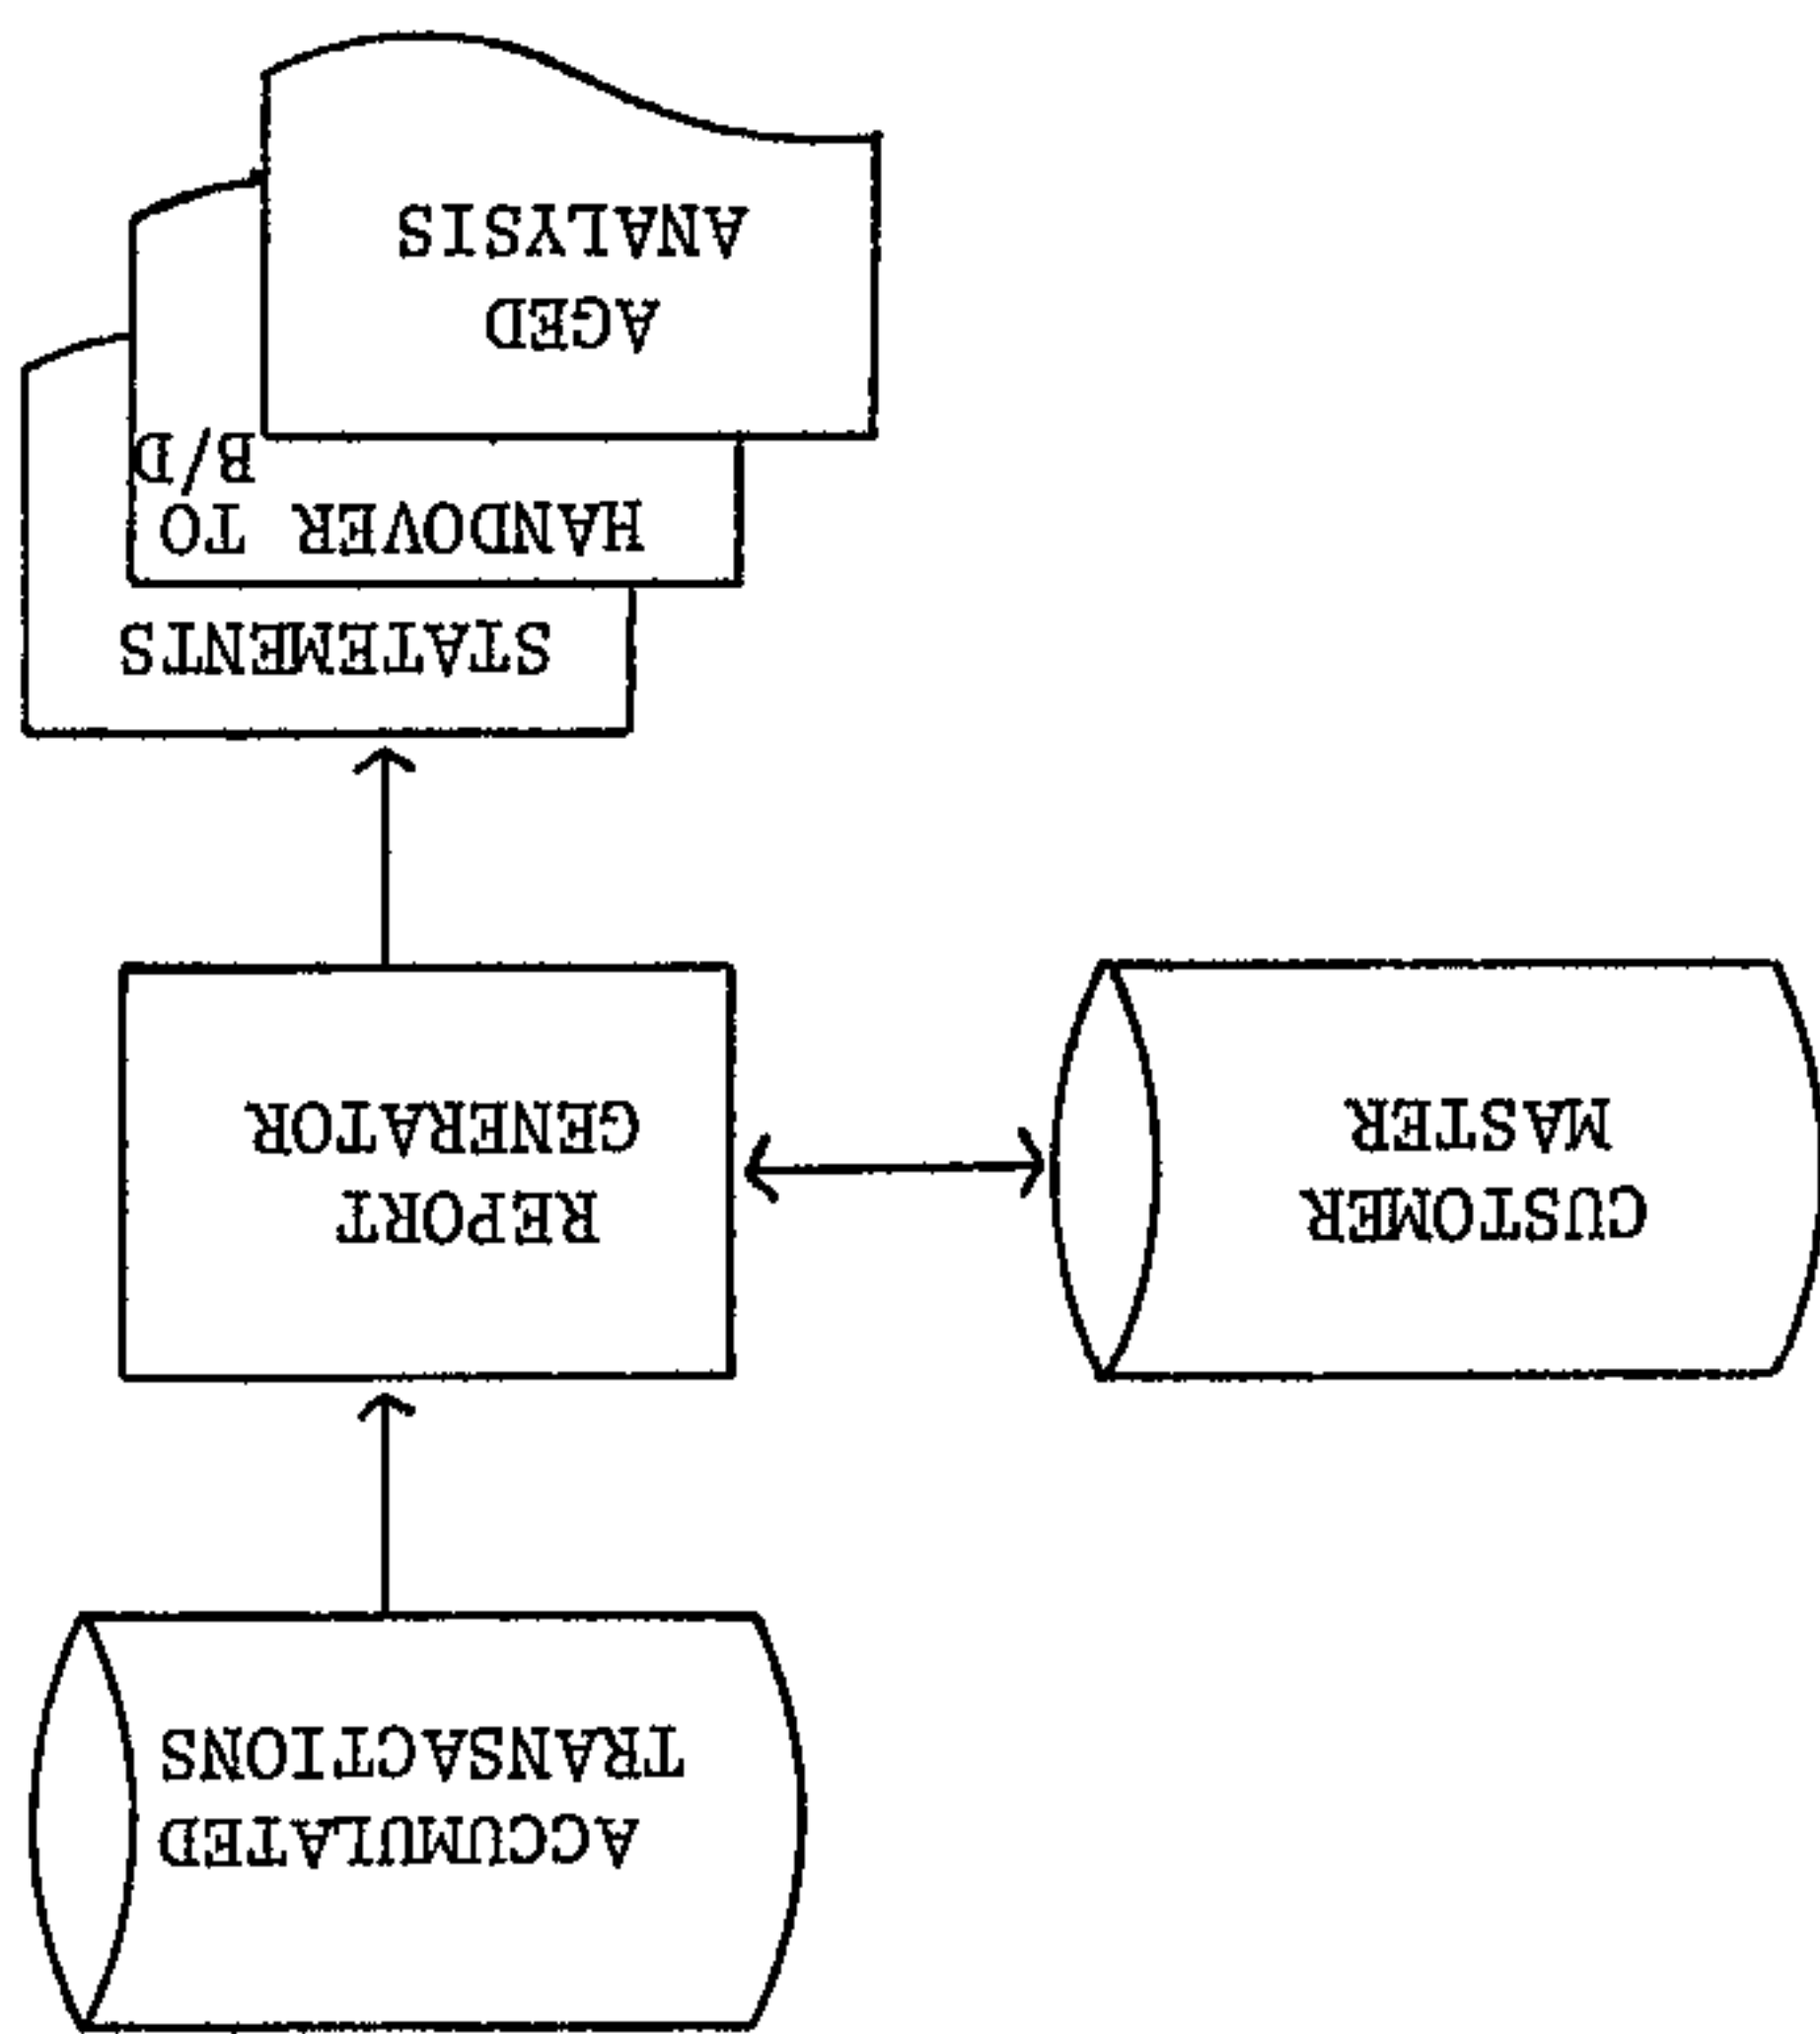 ACCUMULATED
TRANSACTIONS
CUSTOMER
MASTER
REPORT
GENERATOR
STATEMENTS
HANDOVER TO
B/D
AGED
ANALYSIS